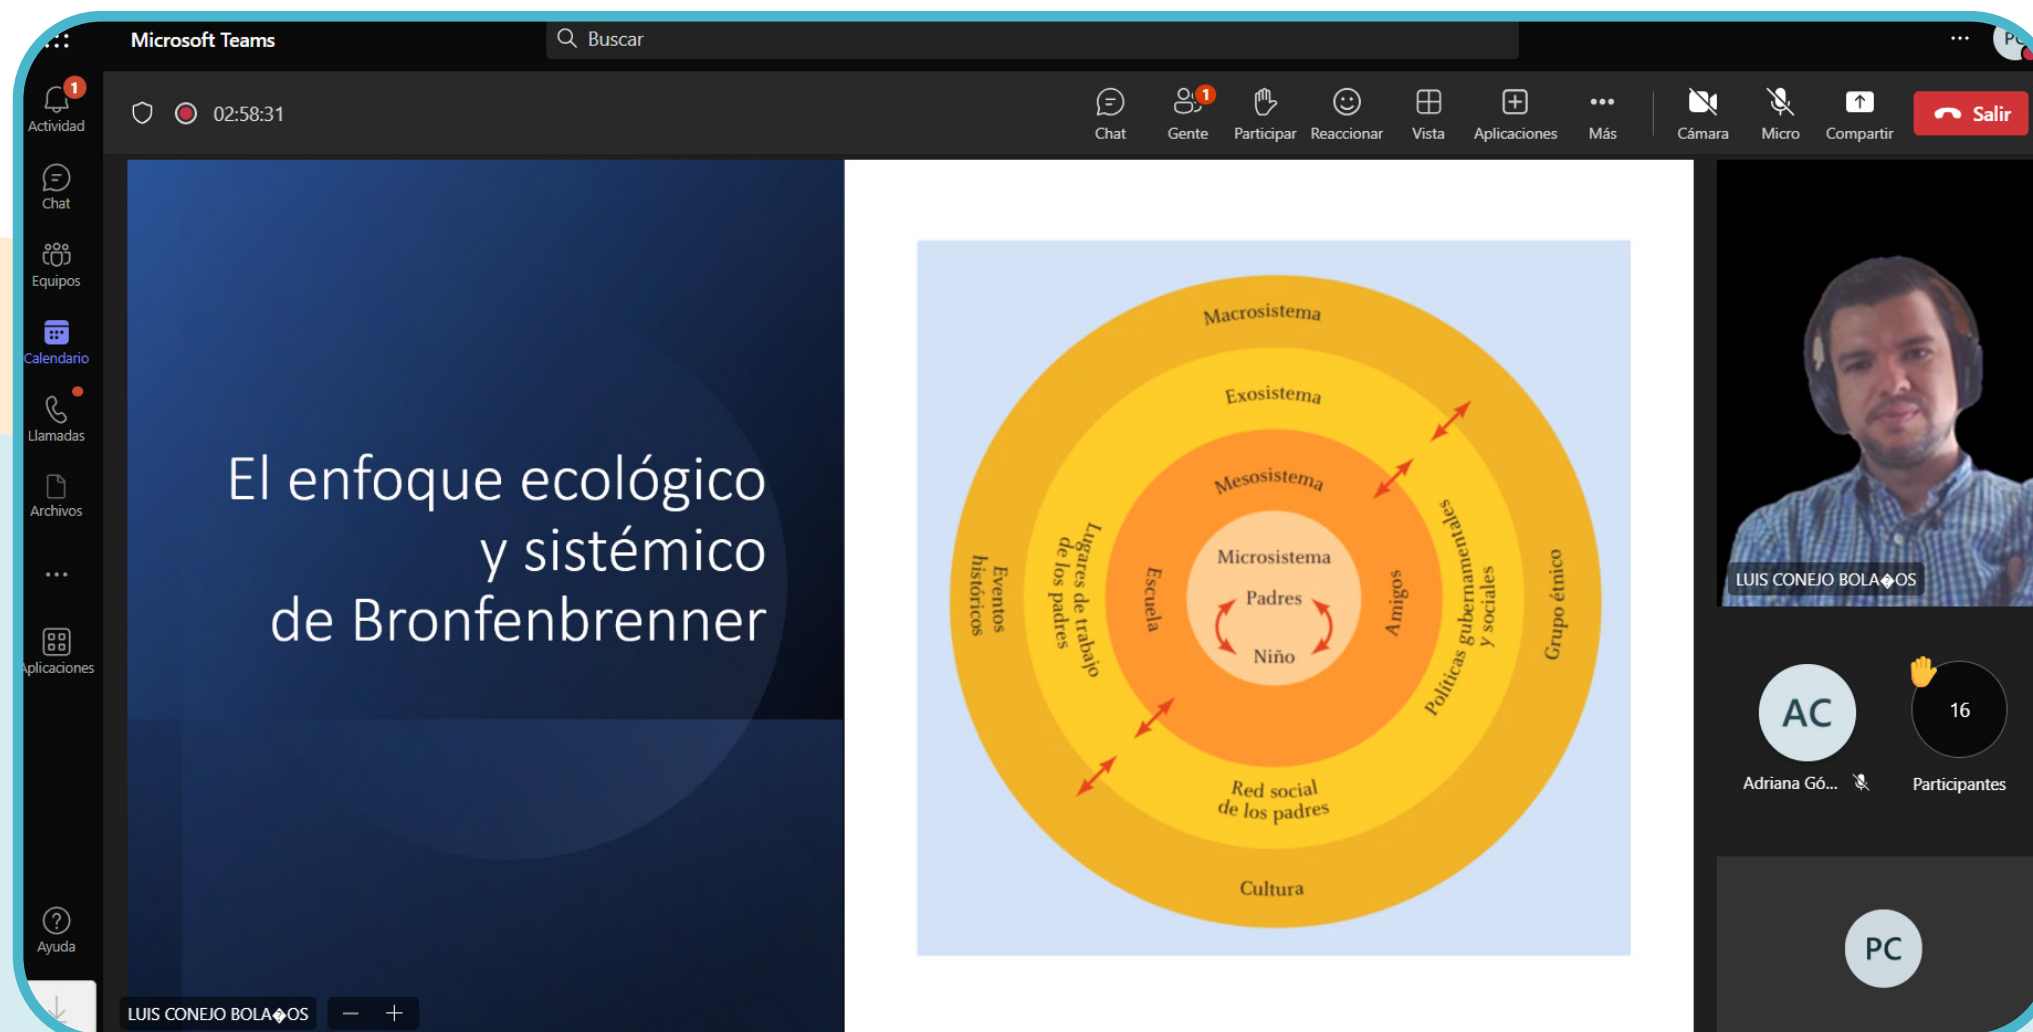 Microsoft Teams
Buscar
PC
1
Actividad
02:58:31
Chat
1
Gente
Participar
Reaccionar
Vista
Aplicaciones
Más
Cámara
Micro
Compartir
Salir
Chat
Equipos
Calendario
Llamadas
Archivos
Aplicaciones
Ayuda
El enfoque ecológico
y sistémico
de Bronfenbrenner
Macrosistema
Exosistema
Mesosistema
Microsistema
Padres
Niño
Escuela
Amigos
Lugares de trabajo
de los padres
Políticas gubernamentales
y sociales
Eventos
históricos
Grupo étnico
Red social
de los padres
Cultura
LUIS CONEJO BOLA�OS
AC
Adriana Gó...
16
Participantes
PC
LUIS CONEJO BOLA�OS